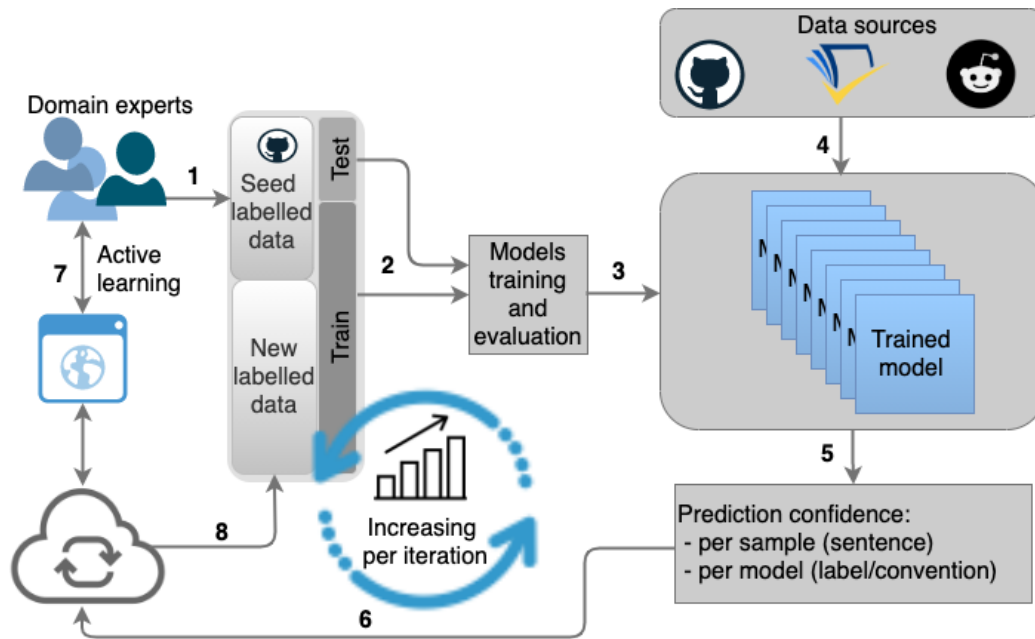 Data sources
Domain experts
1
Seed
labelled
data
Test
4
7
Active
learning
2
Models
training
and
evaluation
3
Trained
model
New
labelled
data
Train
5
Increasing
per iteration
8
Prediction confidence:
- per sample (sentence)
- per model (label/convention)
6